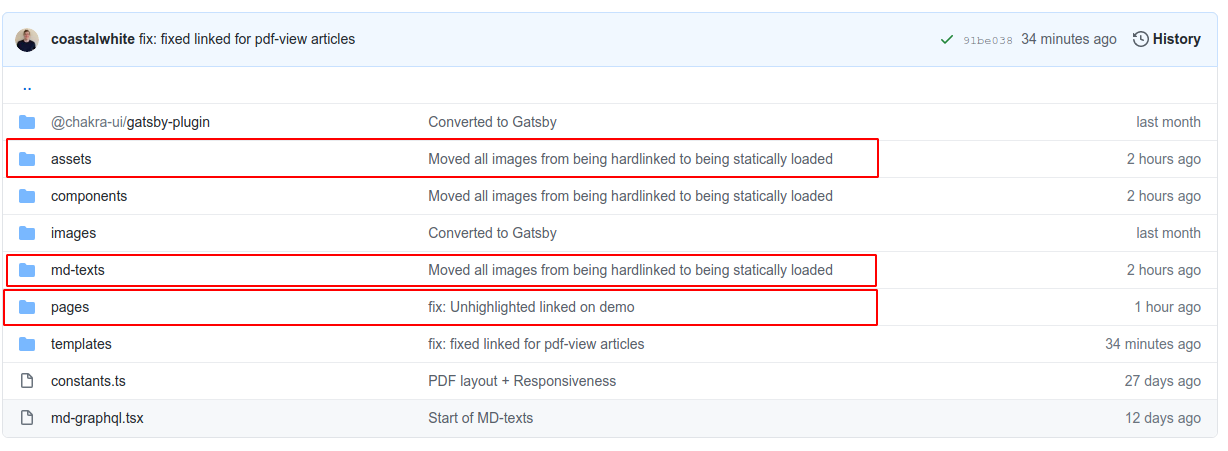 coastalwhite fix: fixed linked for pdf-view articles 91be038 34 minutes ago History
..
@chakra-ui/gatsby-plugin Converted to Gatsby last month
assets Moved all images from being hardlinked to being statically loaded 2 hours ago
components Moved all images from being hardlinked to being statically loaded 2 hours ago
images Converted to Gatsby last month
md-texts Moved all images from being hardlinked to being statically loaded 2 hours ago
pages fix: Unhighlighted linked on demo 1 hour ago
templates fix: fixed linked for pdf-view articles 34 minutes ago
constants.ts PDF layout + Responsiveness 27 days ago
md-graphql.tsx Start of MD-texts 12 days ago